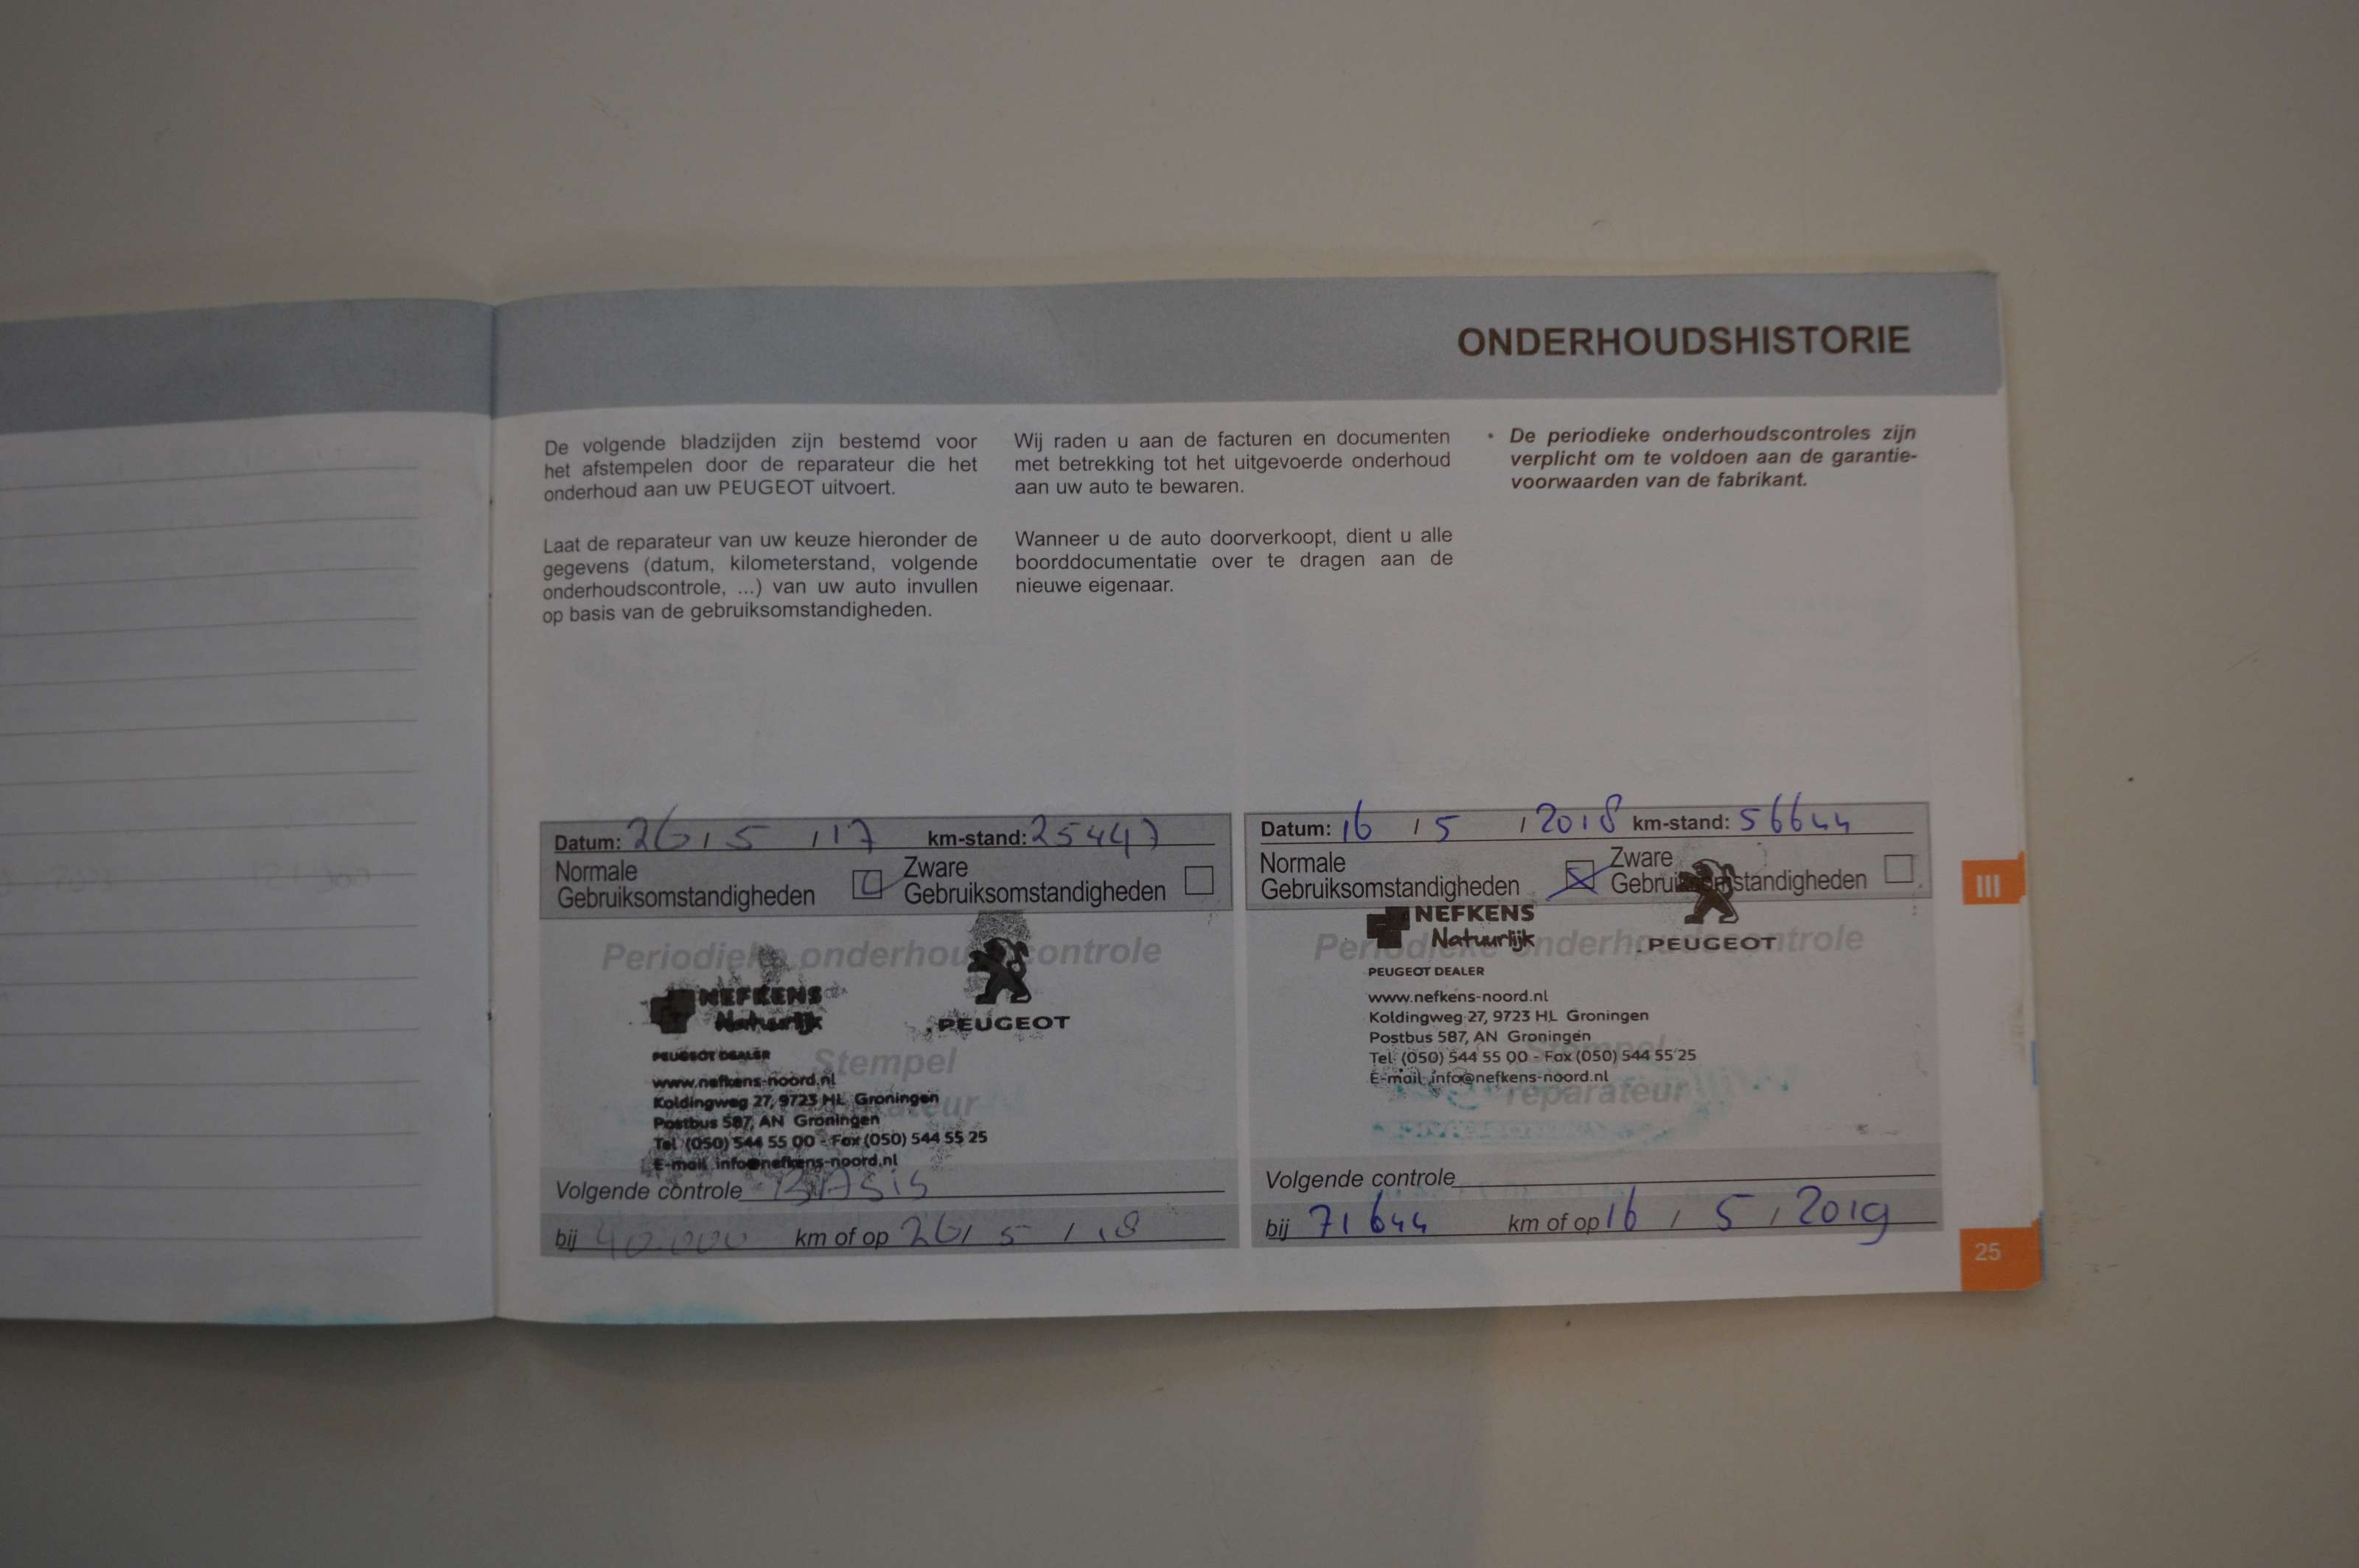 ONDERHOUDSHISTORIE
De volgende bladzijden zijn bestemd voor
het afstempelen door de reparateur die het
onderhoud aan uw PEUGEOT uitvoert.
Laat de reparateur van uw keuze hieronder de
gegevens (datum, kilometerstand, volgende
onderhoudscontrole, ...) van uw auto invullen
op basis van de gebruiksomstandigheden.
Wij raden u aan de facturen en documenten
met betrekking tot het uitgevoerde onderhoud
aan uw auto te bewaren.
Wanneer u de auto doorverkoopt, dient u alle
boorddocumentatie over te dragen aan de
nieuwe eigenaar.
• De periodieke onderhoudscontroles zijn
verplicht om te voldoen aan de garantie-
voorwaarden van de fabrikant.
Datum: 26 / 5 / 17 km-stand: 25447
Normale
Gebruiksomstandigheden
Zware
Gebruiksomstandigheden
Periodieke onderhoudscontrole
NEFKENS
Natuurlijk
PEUGEOT
PEUGEOT DEALER
Stempel
reparateur
www.nefkens-noord.nl
Koldingweg 27, 9723 HL Groningen
Postbus 587, AN Groningen
Tel. (050) 544 55 00 - Fax (050) 544 55 25
E-mail info@nefkens-noord.nl
Volgende controle BASIS
bij 40.000 km of op 26 / 5 / 18
Datum: 16 / 5 / 2018 km-stand: 56644
Normale
Gebruiksomstandigheden
Zware
Gebruiksomstandigheden
NEFKENS
Natuurlijk
PEUGEOT
Periodieke onderhoudscontrole
PEUGEOT DEALER
www.nefkens-noord.nl
Koldingweg 27, 9723 HL Groningen
Postbus 587, AN Groningen
Tel. (050) 544 55 00 - Fax (050) 544 55 25
E-mail info@nefkens-noord.nl
Stempel
reparateur
Volgende controle
bij 71644 km of op 16 / 5 / 2019
III
25